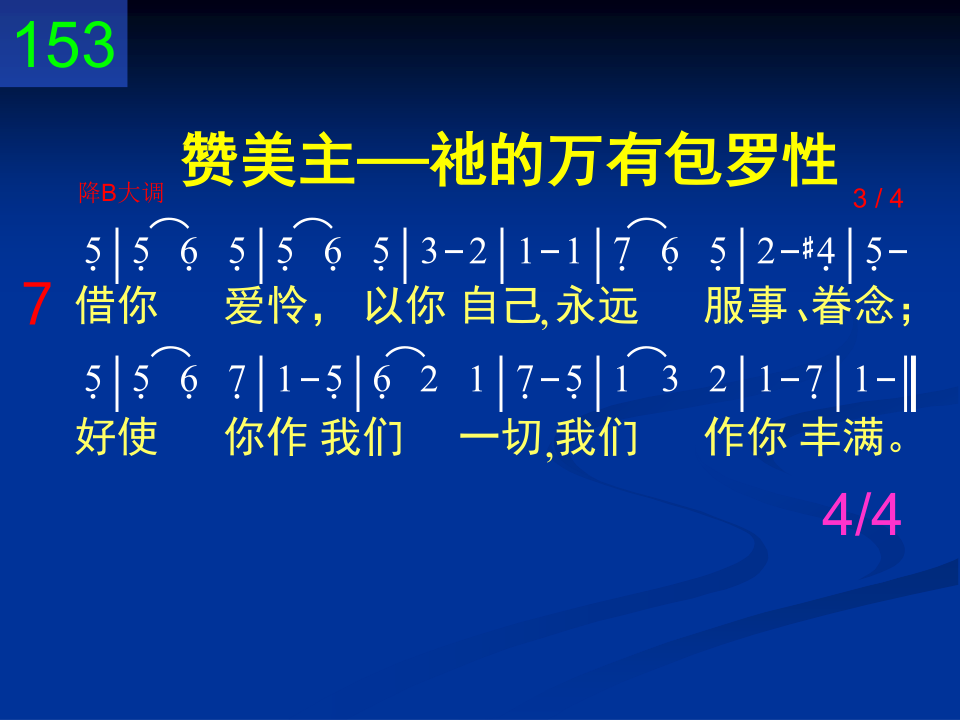 153
赞美主──祂的万有包罗性
降B大调
3 / 4
5|5 6 5|5 6 5|3-2|1-1|7 6 5|2-#4|5-
7
借你 爱怜， 以你 自己, 永远 服事、眷念；
5|5 6 7|1-5|6 2 1|7-5|1 3 2|1-7|1-‖
好使 你作 我们 一切,我们 作你 丰满。
4/4